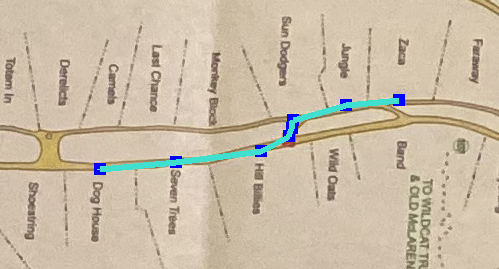 Totem In
Derelicts
Camels
Last Chance
Monkey Block
Sun Dodgers
Jungle
Zaca
Faraway
Shoestring
Dog House
Seven Trees
Hill Billies
Wild Oats
Band
TO WILDCAT TR
& OLD McLAREN